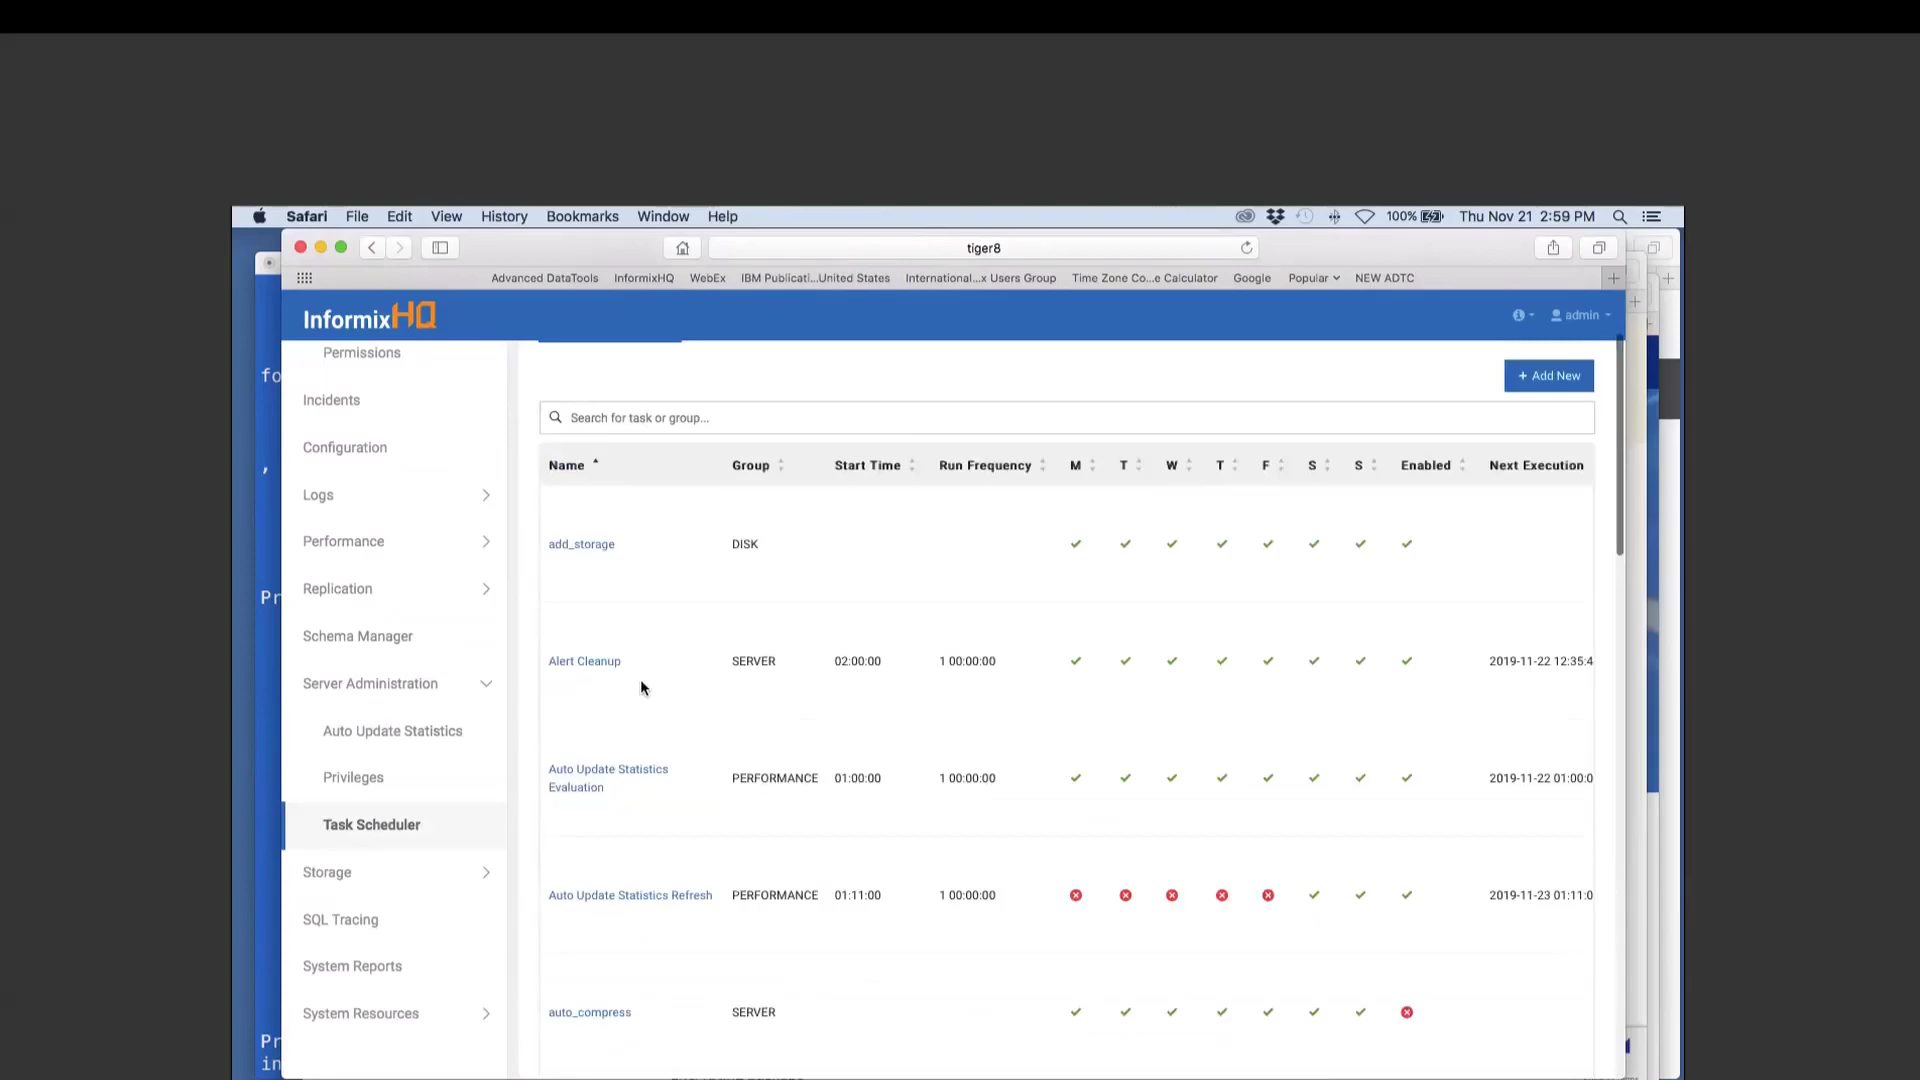 Safari File Edit View History Bookmarks Window Help 100% Thu Nov 21 2:59 PM
tiger8
Advanced DataTools InformixHQ WebEx IBM Publicati...United States International...x Users Group Time Zone Co...e Calculator Google Popular NEW ADTC
InformixHQ admin
Permissions
Incidents
Configuration
Logs
Performance
Replication
Schema Manager
Server Administration
Auto Update Statistics
Privileges
Task Scheduler
Storage
SQL Tracing
System Reports
System Resources
+ Add New
Search for task or group...
Name Group Start Time Run Frequency M T W T F S S Enabled Next Execution
add_storage DISK
Alert Cleanup SERVER 02:00:00 1 00:00:00 2019-11-22 12:35:4
Auto Update Statistics Evaluation PERFORMANCE 01:00:00 1 00:00:00 2019-11-22 01:00:0
Auto Update Statistics Refresh PERFORMANCE 01:11:00 1 00:00:00 2019-11-23 01:11:0
auto_compress SERVER
fo
,
Pr
Pr
in